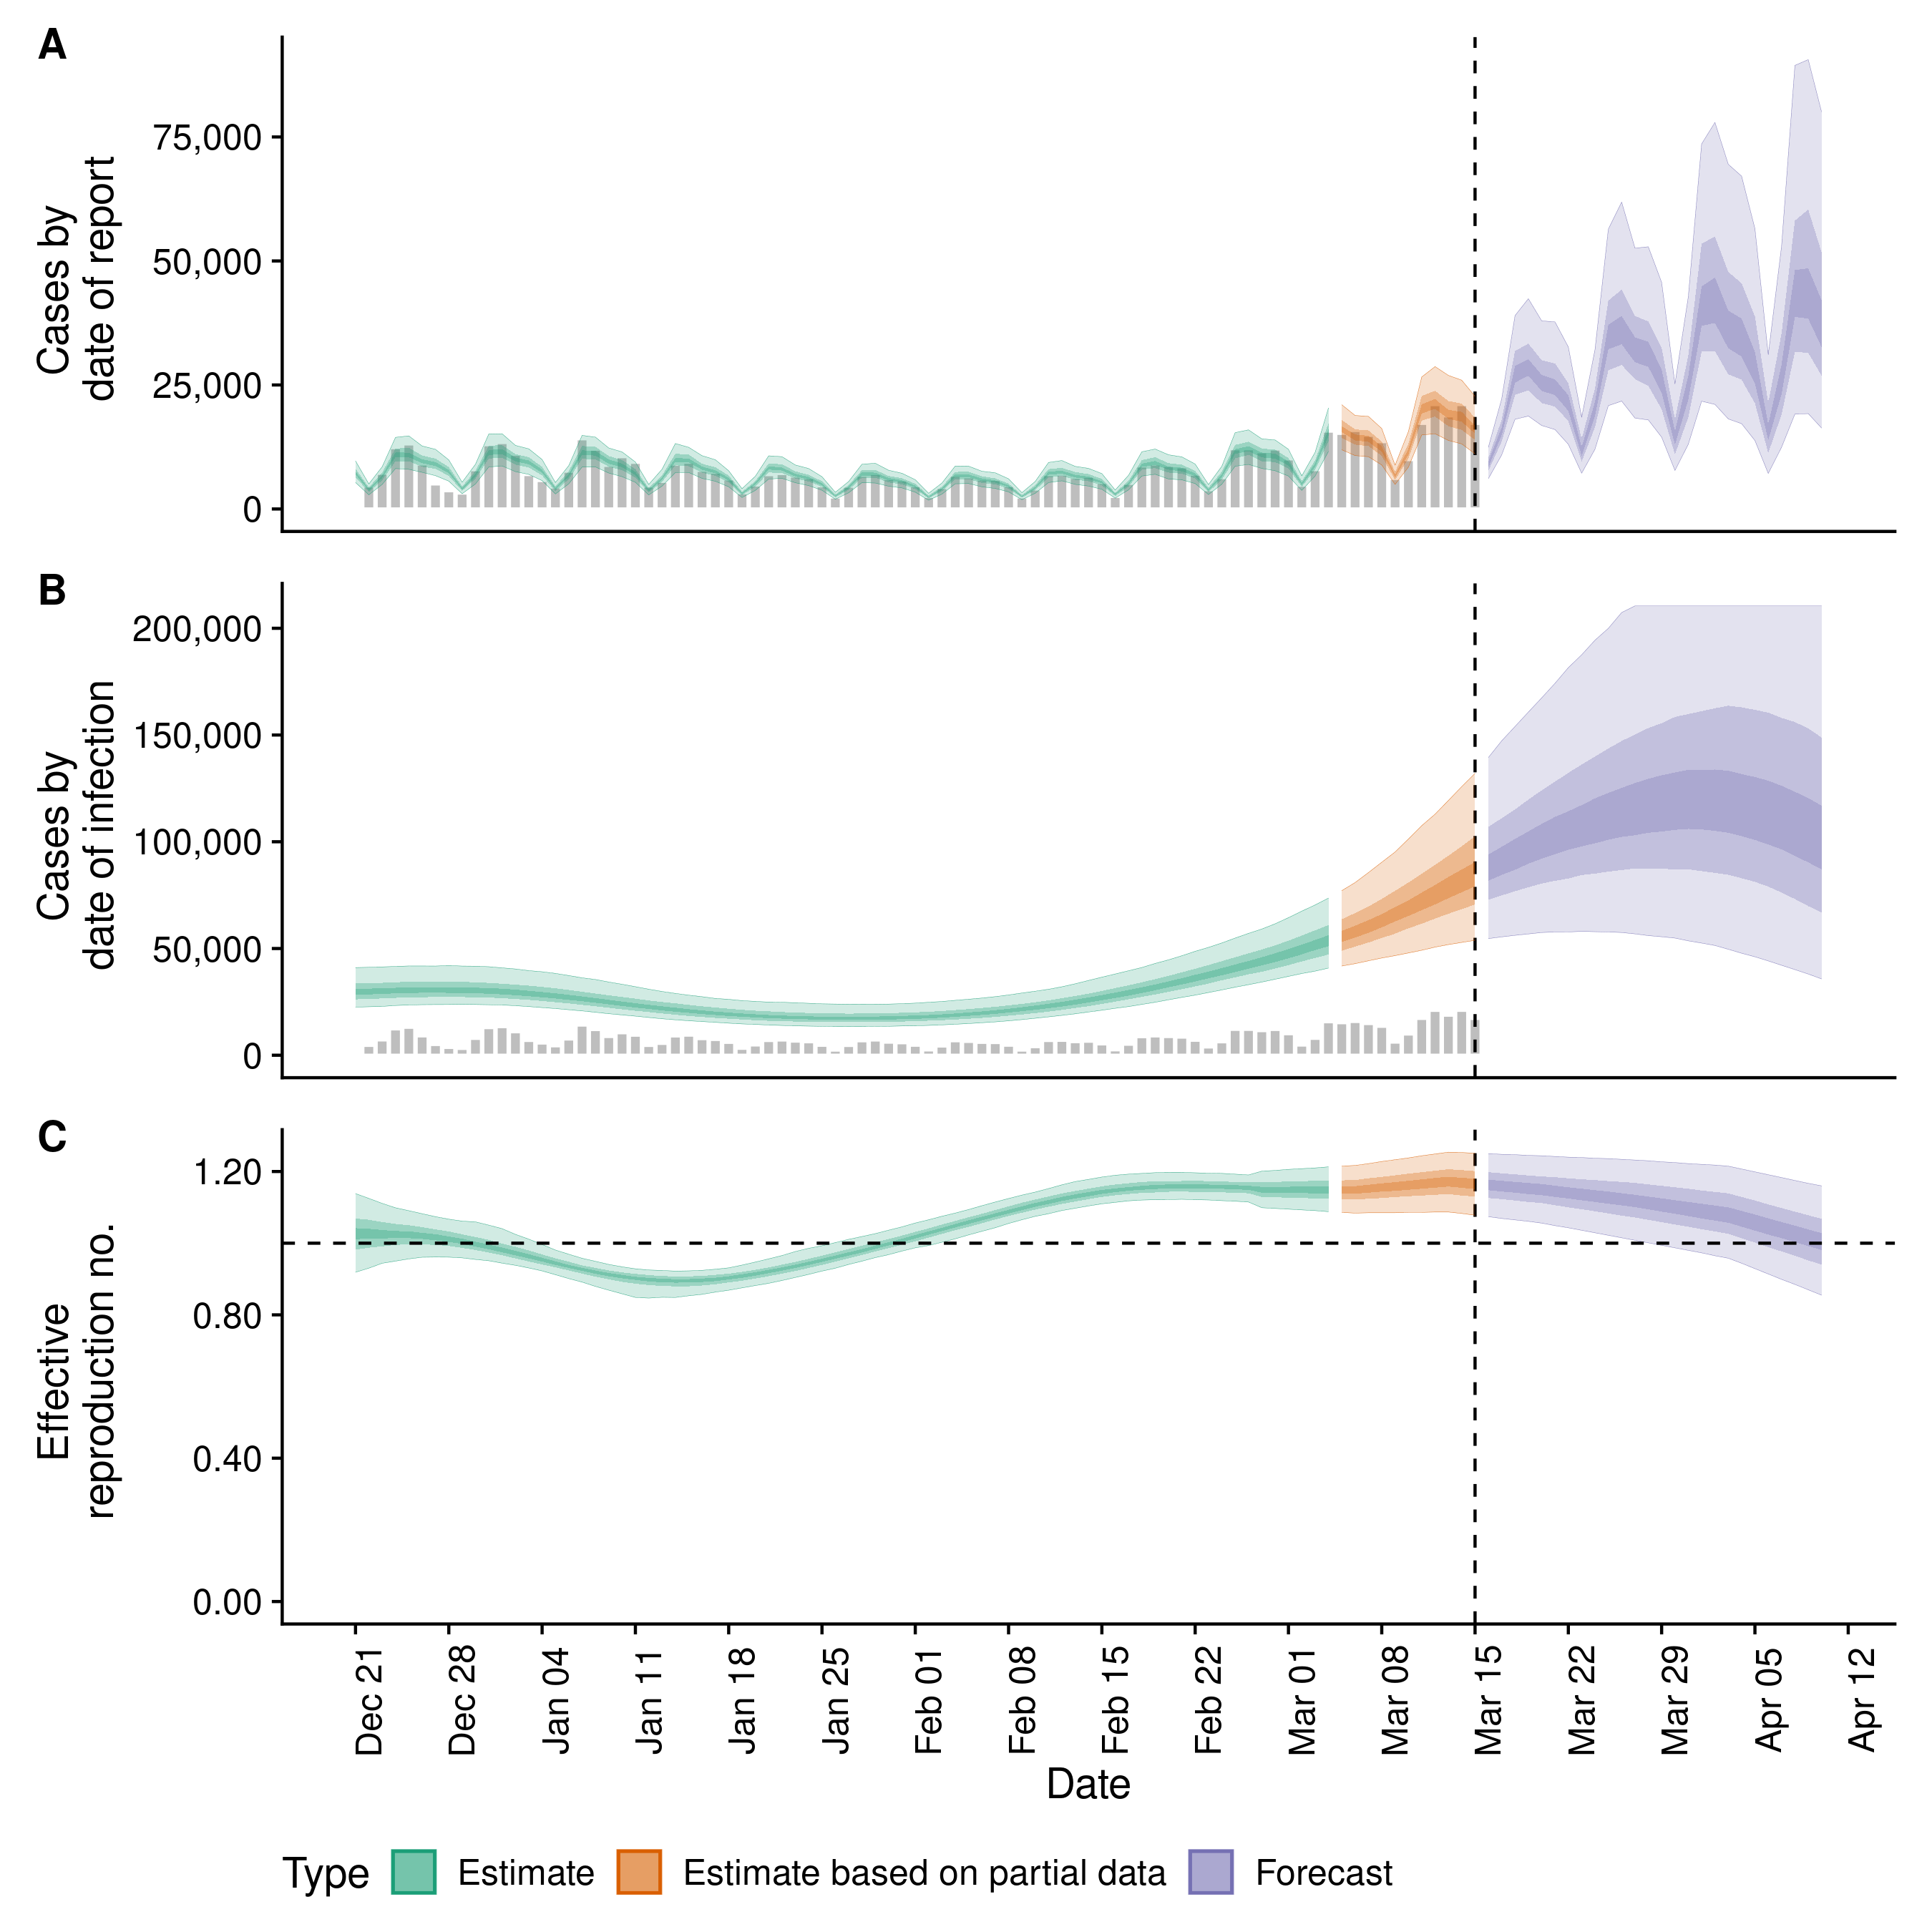 A
Cases by
date of report
75,000
50,000
25,000
0
B
Cases by
date of infection
200,000
150,000
100,000
50,000
0
C
Effective
reproduction no.
1.20
0.80
0.40
0.00
Dec 21
Dec 28
Jan 04
Jan 11
Jan 18
Jan 25
Feb 01
Feb 08
Feb 15
Feb 22
Mar 01
Mar 08
Mar 15
Mar 22
Mar 29
Apr 05
Apr 12
Date
Type Estimate Estimate based on partial data Forecast